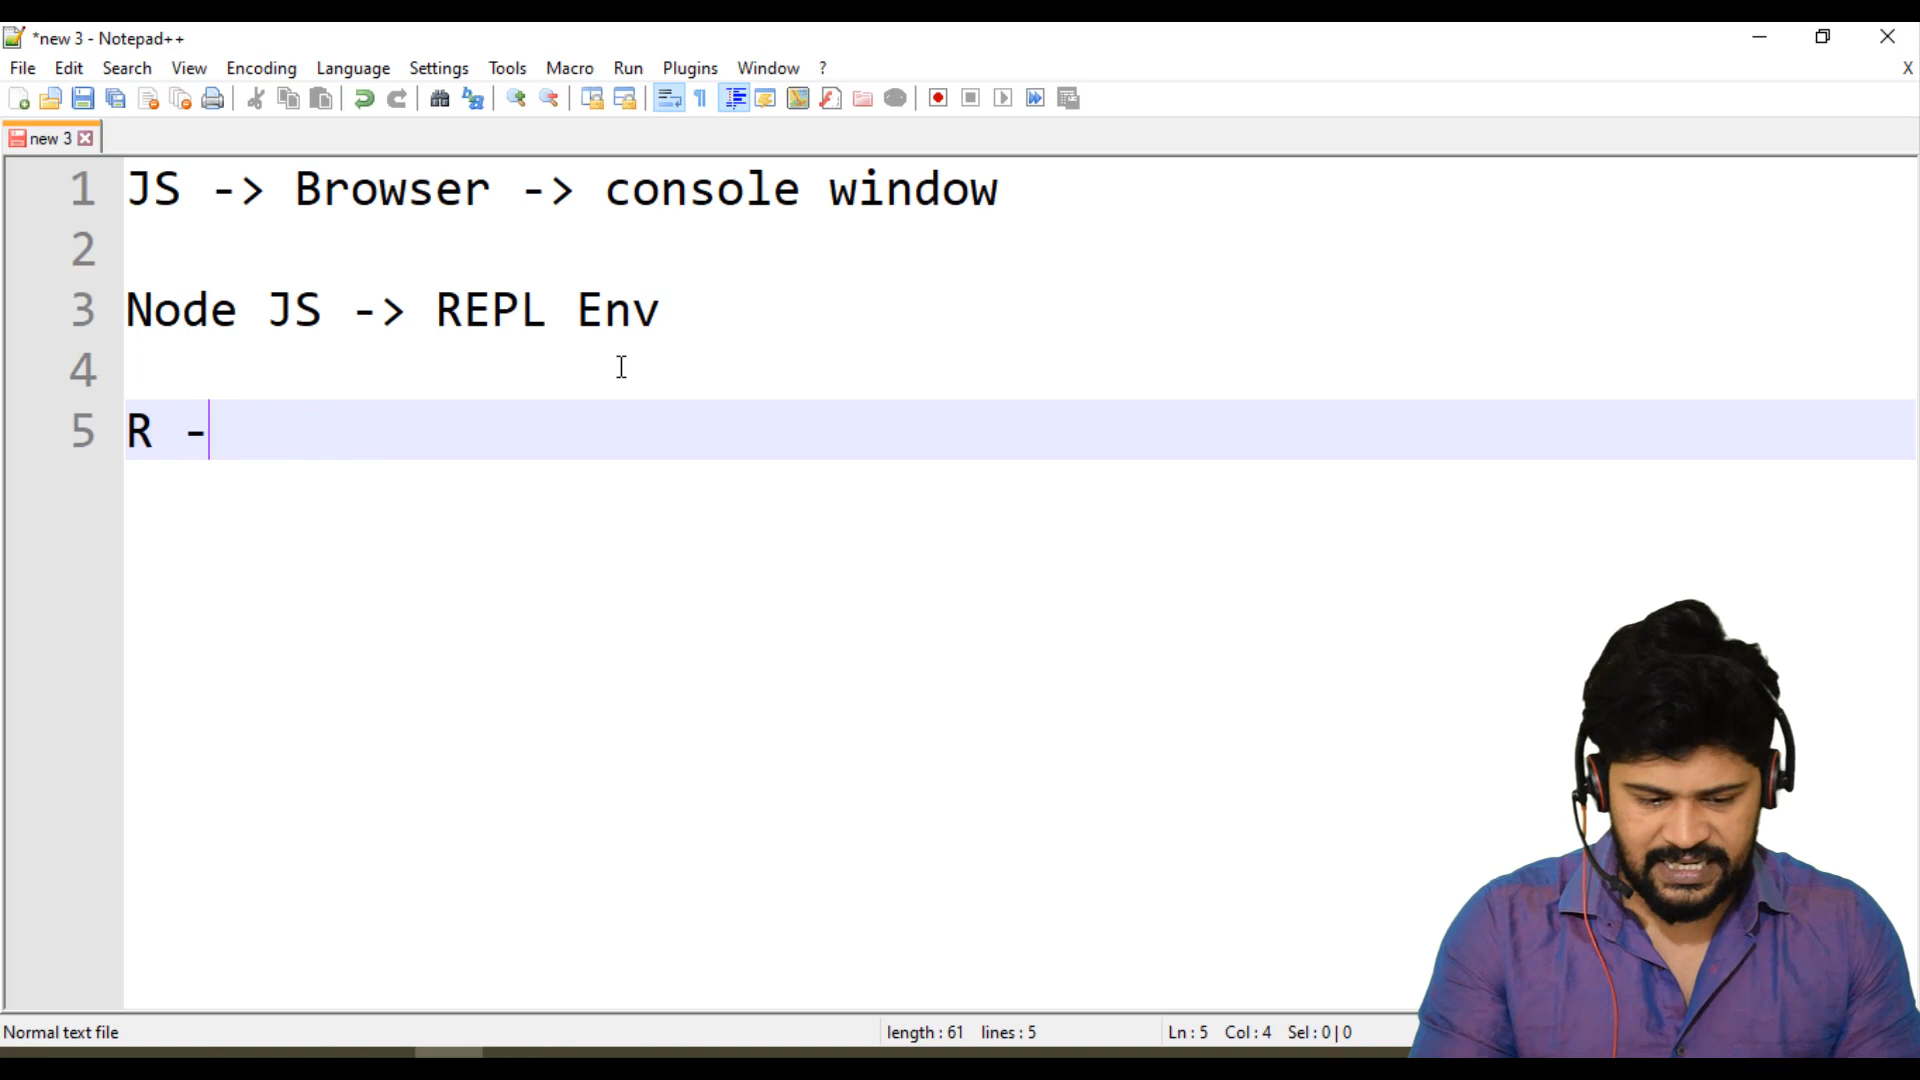 *new 3 - Notepad++
File Edit Search View Encoding Language Settings Tools Macro Run Plugins Window ? X
new 3
1 JS -> Browser -> console window
2
3 Node JS -> REPL Env
4
5 R -
Normal text file length : 61 lines : 5 Ln : 5 Col : 4 Sel : 0 | 0